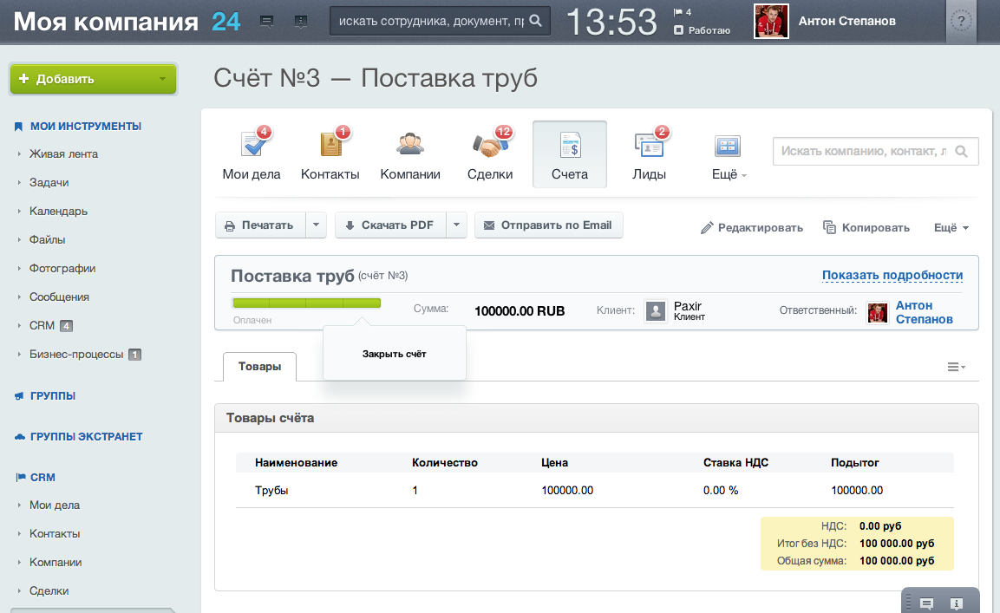 Моя компания 24
искать сотрудника, документ, пр
13:53
4
Работаю
Антон Степанов
?
Добавить
Счёт №3 — Поставка труб
МОИ ИНСТРУМЕНТЫ
Живая лента
Задачи
Календарь
Файлы
Фотографии
Сообщения
CRM 4
Бизнес-процессы 1
ГРУППЫ
ГРУППЫ ЭКСТРАНЕТ
CRM
Мои дела
Контакты
Компании
Сделки
4 1 12 2
Мои дела Контакты Компании Сделки Счета Лиды Ещё
Искать компанию, контакт, л
Печатать Скачать PDF Отправить по Email
Редактировать Копировать Ещё
Поставка труб (счёт №3) Показать подробности
Оплачен
Сумма: 100000.00 RUB
Клиент: Paxir
Клиент
Ответственный: Антон
Степанов
Закрыть счёт
Товары
Товары счёта
Наименование Количество Цена Ставка НДС Подытог
Трубы 1 100000.00 0.00 % 100000.00
НДС: 0.00 руб
Итог без НДС: 100 000.00 руб
Общая сумма: 100 000.00 руб